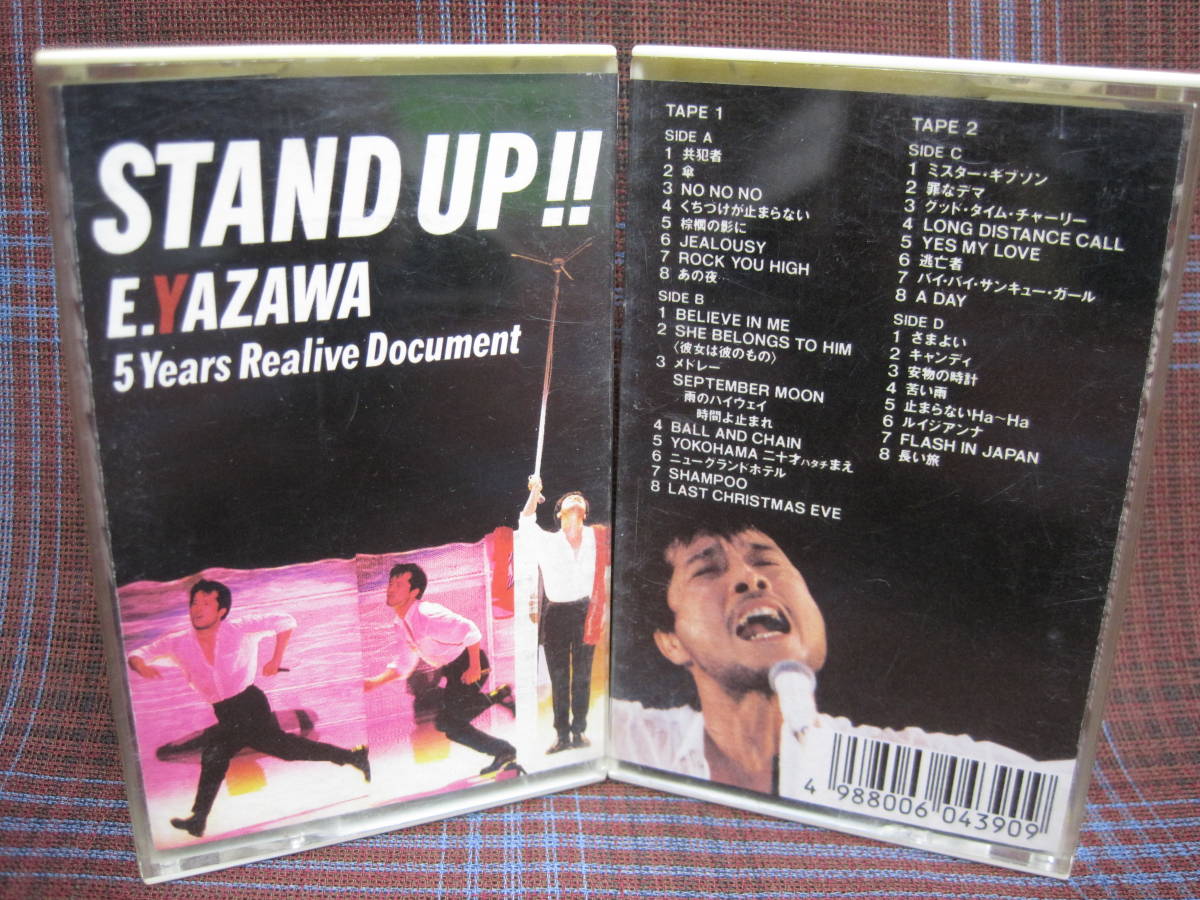 STAND UP!!
E.YAZAWA
5 Years Realive Document
TAPE 1
SIDE A
1 共犯者
2 傘
3 NO NO NO
4 くちづけが止まらない
5 棕櫚の影に
6 JEALOUSY
7 ROCK YOU HIGH
8 あの夜
SIDE B
1 BELIEVE IN ME
2 SHE BELONGS TO HIM
〈彼女は彼のもの〉
3 メドレー
SEPTEMBER MOON
雨のハイウェイ
時間よ止まれ
4 BALL AND CHAIN
5 YOKOHAMA 二十才ハタチまえ
6 ニューグランドホテル
7 SHAMPOO
8 LAST CHRISTMAS EVE
TAPE 2
SIDE C
1 ミスター・ギブソン
2 罪なデマ
3 グッド・タイム・チャーリー
4 LONG DISTANCE CALL
5 YES MY LOVE
6 逃亡者
7 バイ・バイ・サンキュー・ガール
8 A DAY
SIDE D
1 さまよい
2 キャンディ
3 安物の時計
4 苦い雨
5 止まらないHa〜Ha
6 ルイジアンナ
7 FLASH IN JAPAN
8 長い旅
4 988006 043909